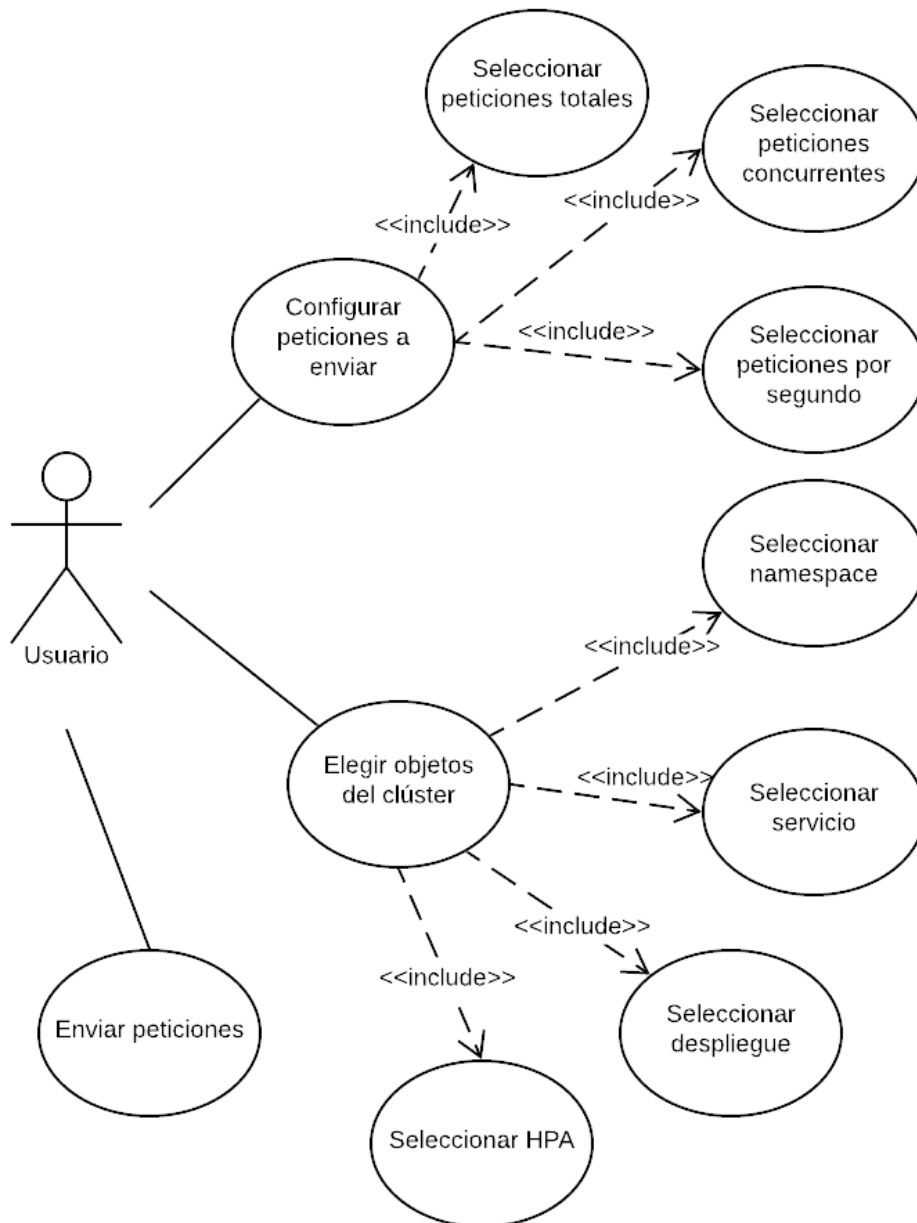 Seleccionar
peticiones totales
Seleccionar
peticiones
concurrentes
<<include>>
<<include>>
Configurar
peticiones a
enviar
<<include>>
Seleccionar
peticiones por
segundo
Usuario
Seleccionar
namespace
<<include>>
Elegir objetos
del clúster
<<include>>
Seleccionar
servicio
<<include>>
<<include>>
Enviar peticiones
Seleccionar
despliegue
Seleccionar HPA